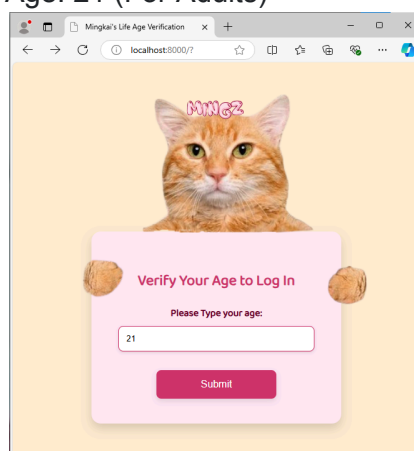 Age: 21 (For Adults)
Mingkai's Life Age Verification
localhost:8000/?
MINGZ
Verify Your Age to Log In
Please Type your age:
21
Submit